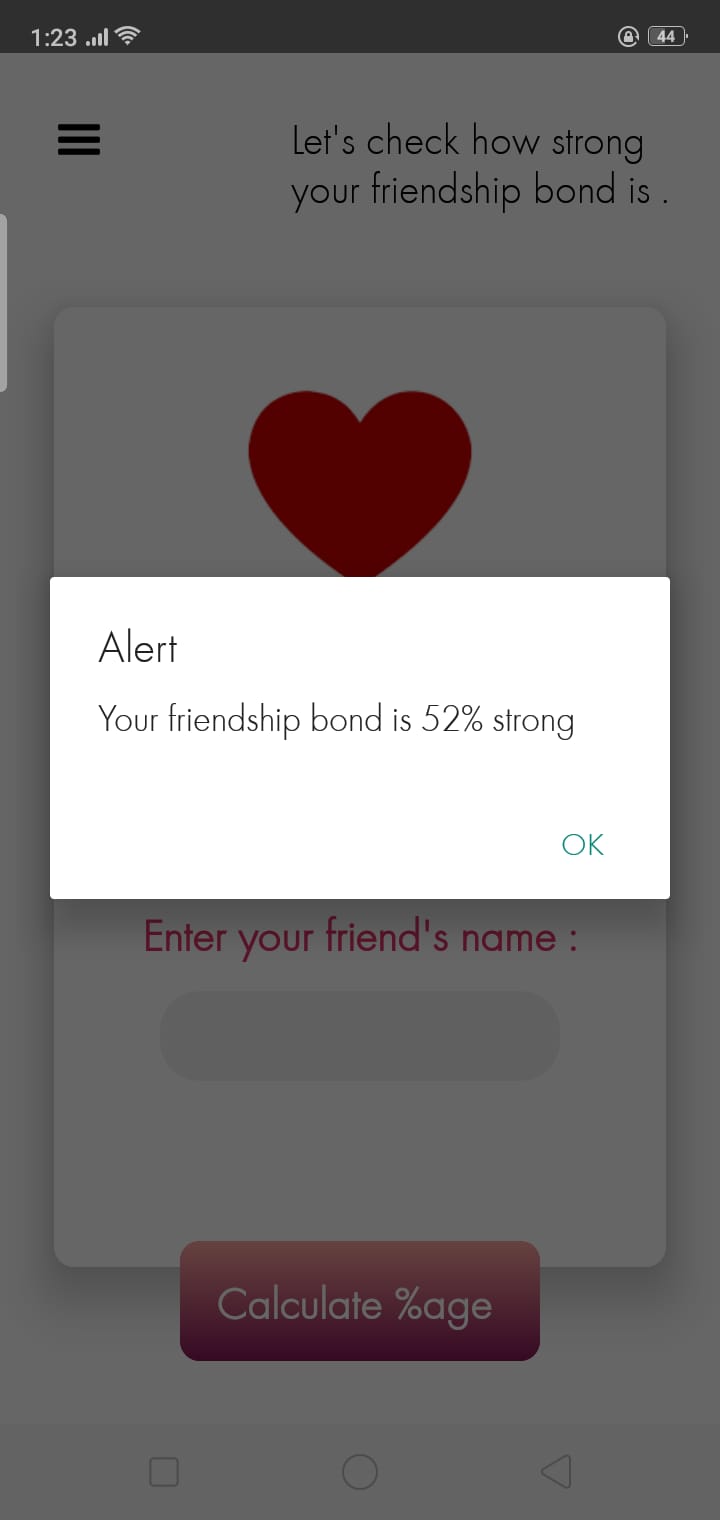 1:23
44
Let's check how strong
your friendship bond is .
Alert
Your friendship bond is 52% strong
OK
Enter your friend's name :
Calculate %age